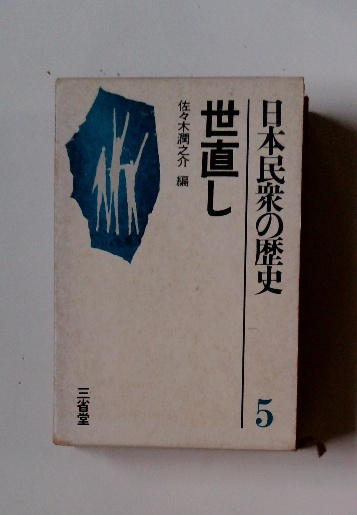 日本民衆の歴史
5
世直し
佐々木潤之介 編
三省堂